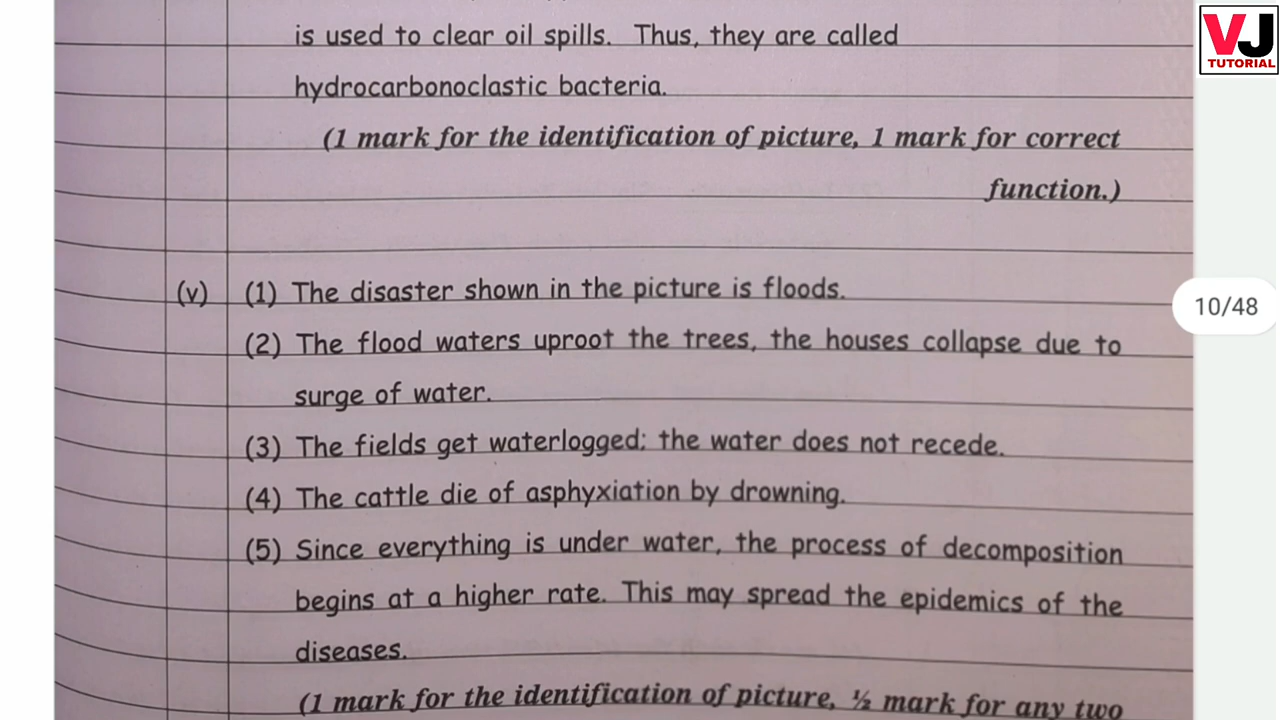 VJ
TUTORIAL
is used to clear oil spills. Thus, they are called
hydrocarbonoclastic bacteria.
(1 mark for the identification of picture, 1 mark for correct
function.)
(v) (1) The disaster shown in the picture is floods.
10/48
(2) The flood waters uproot the trees, the houses collapse due to
surge of water.
(3) The fields get waterlogged; the water does not recede.
(4) The cattle die of asphyxiation by drowning.
(5) Since everything is under water, the process of decomposition
begins at a higher rate. This may spread the epidemics of the
diseases.
(1 mark for the identification of picture, ½ mark for any two